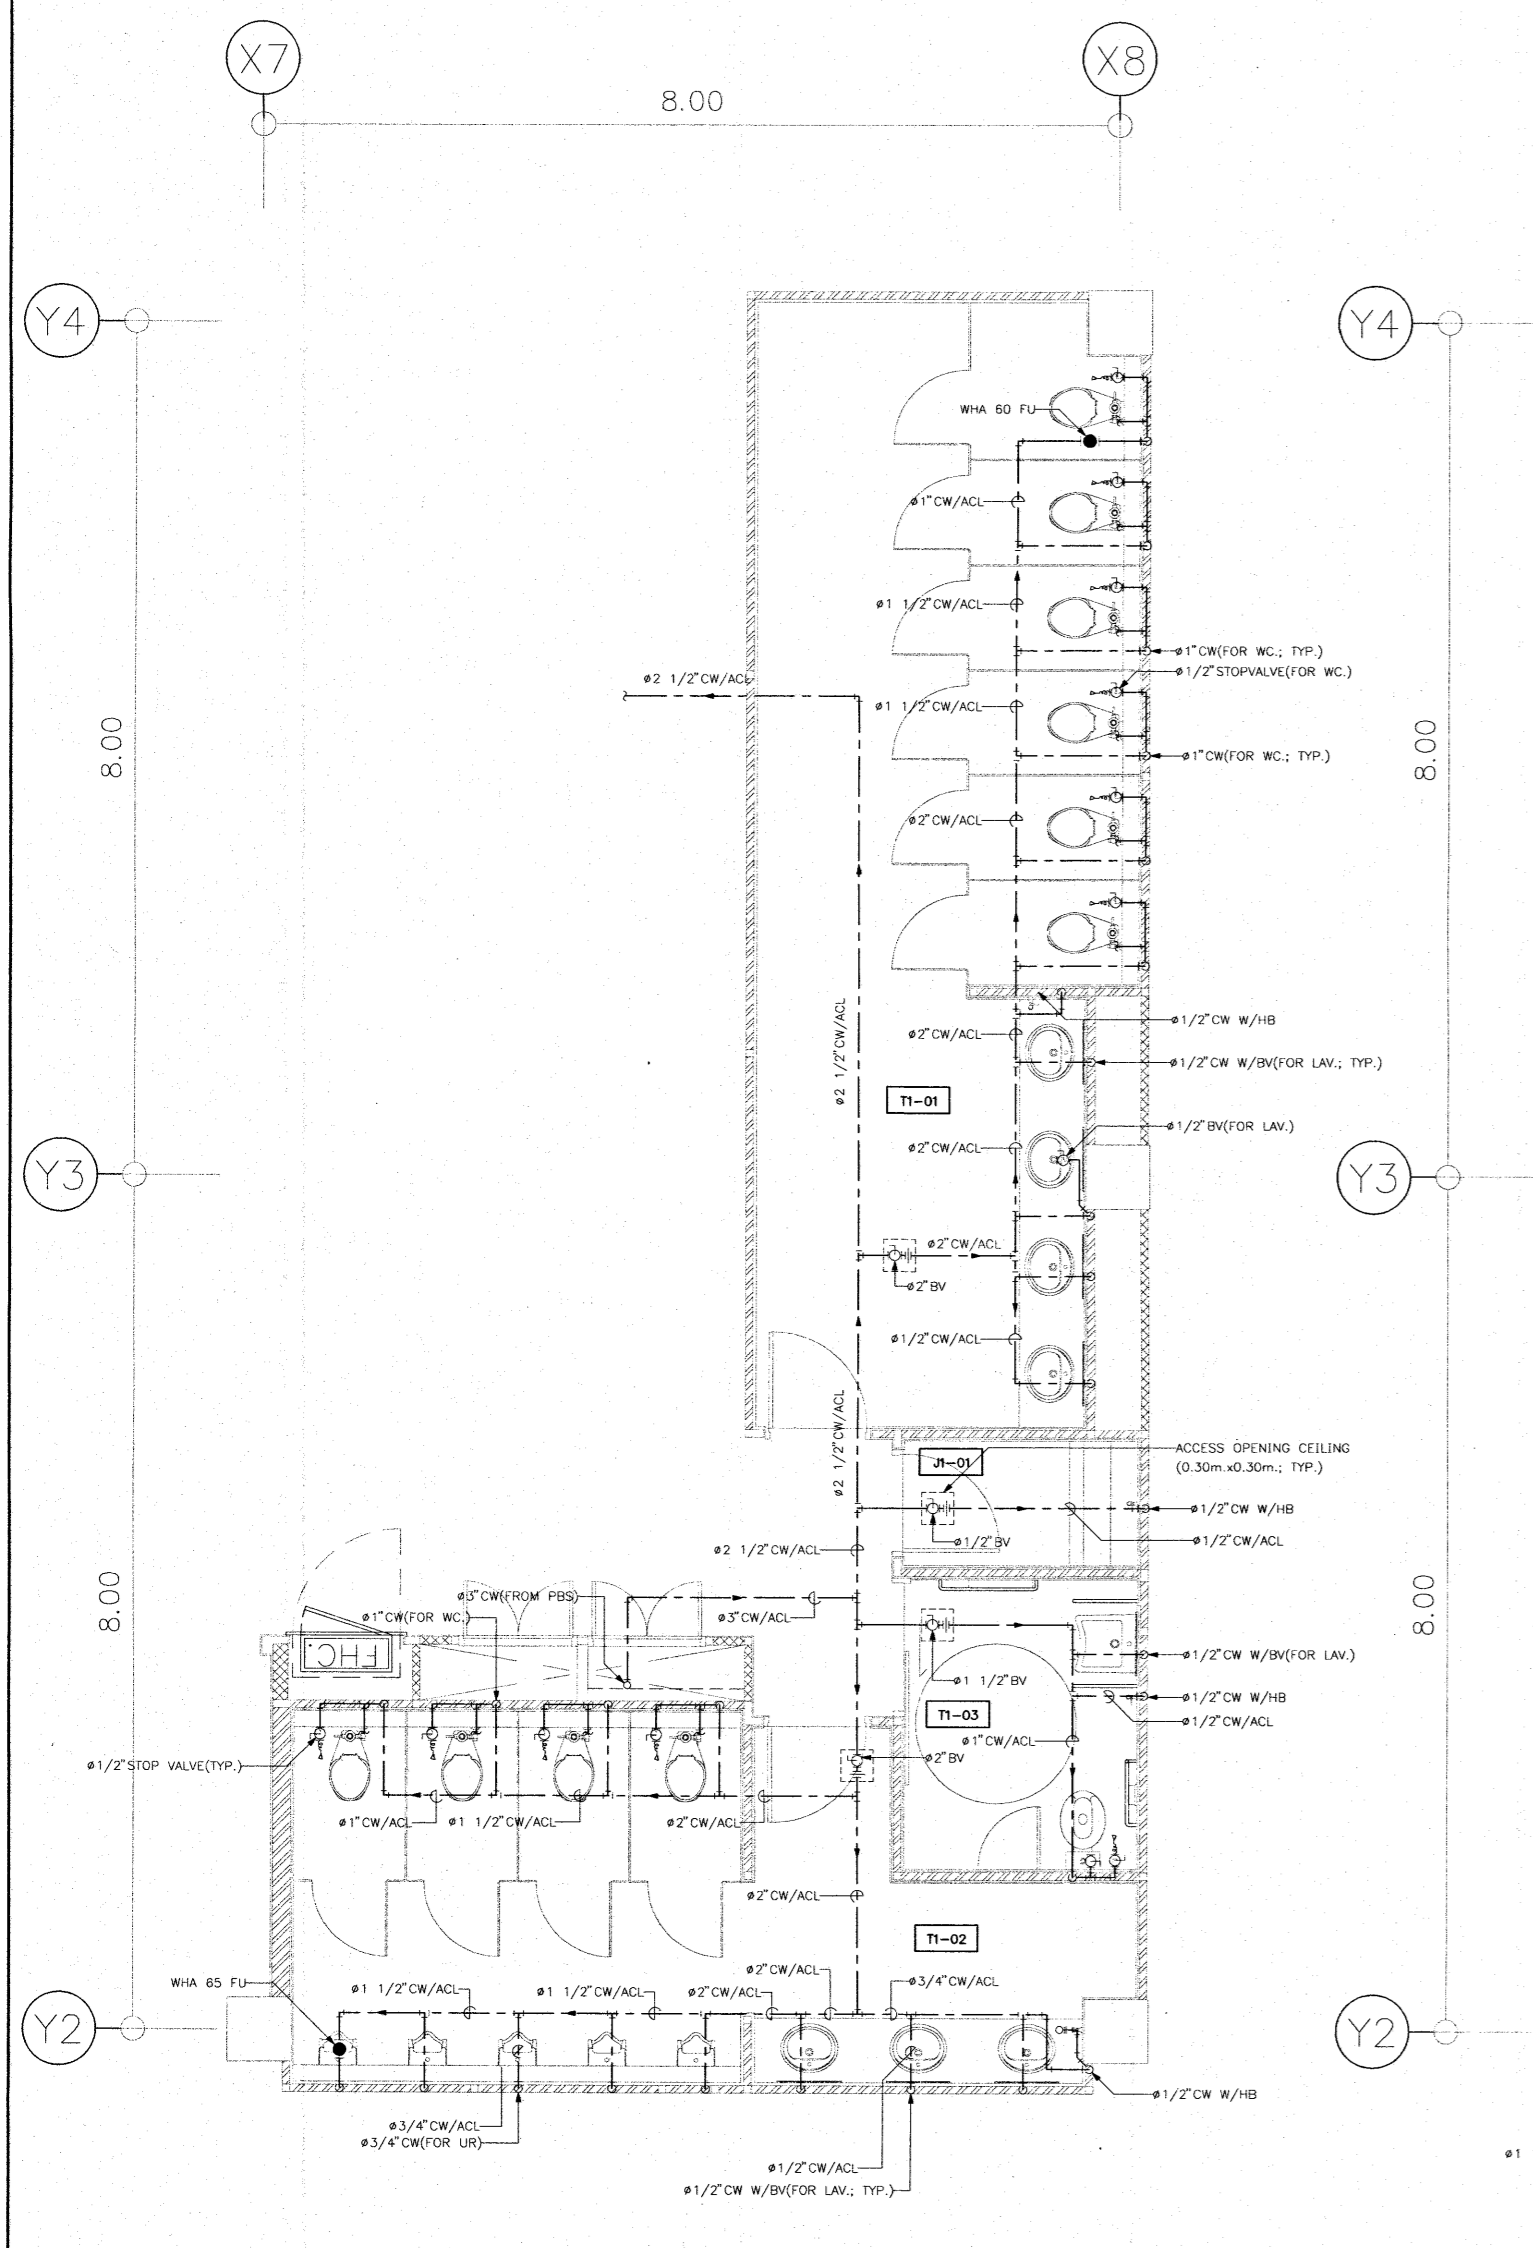 X7
X8
8.00
Y4
Y4
WHA 60 FU
ø1"CW/ACL
ø1 1/2"CW/ACL
ø1"CW(FOR WC.; TYP.)
ø1/2"STOPVALVE(FOR WC.)
ø2 1/2"CW/ACL
ø1 1/2"CW/ACL
8.00
8.00
ø1"CW(FOR WC.; TYP.)
ø2"CW/ACL
ø2 1/2"CW/ACL
ø1/2"CW W/HB
ø2"CW/ACL
ø1/2"CW W/BV(FOR LAV.; TYP.)
T1-01
ø1/2"BV(FOR LAV.)
ø2"CW/ACL
Y3
Y3
ø2"CW/ACL
ø2"BV
ø1/2"CW/ACL
ø2 1/2"CW/ACL
ACCESS OPENING CEILING
(0.30m.x0.30m.; TYP.)
J1-01
ø1/2"CW W/HB
ø1/2"BV
ø1/2"CW/ACL
ø2 1/2"CW/ACL
8.00
8.00
ø3"CW(FROM PBS)
ø1"CW(FOR WC.)
ø3"CW/ACL
FHC.
ø1/2"CW W/BV(FOR LAV.)
ø1 1/2"BV
ø1/2"CW W/HB
T1-03
ø1/2"CW/ACL
ø1"CW/ACL
ø2"BV
ø1/2"STOP VALVE(TYP.)
ø1"CW/ACL
ø1 1/2"CW/ACL
ø2"CW/ACL
ø2"CW/ACL
T1-02
ø2"CW/ACL
WHA 65 FU
ø1 1/2"CW/ACL
ø1 1/2"CW/ACL
ø2"CW/ACL
ø3/4"CW/ACL
Y2
Y2
ø1/2"CW W/HB
ø3/4"CW/ACL
ø3/4"CW(FOR UR)
ø1
ø1/2"CW/ACL
ø1/2"CW W/BV(FOR LAV.; TYP.)